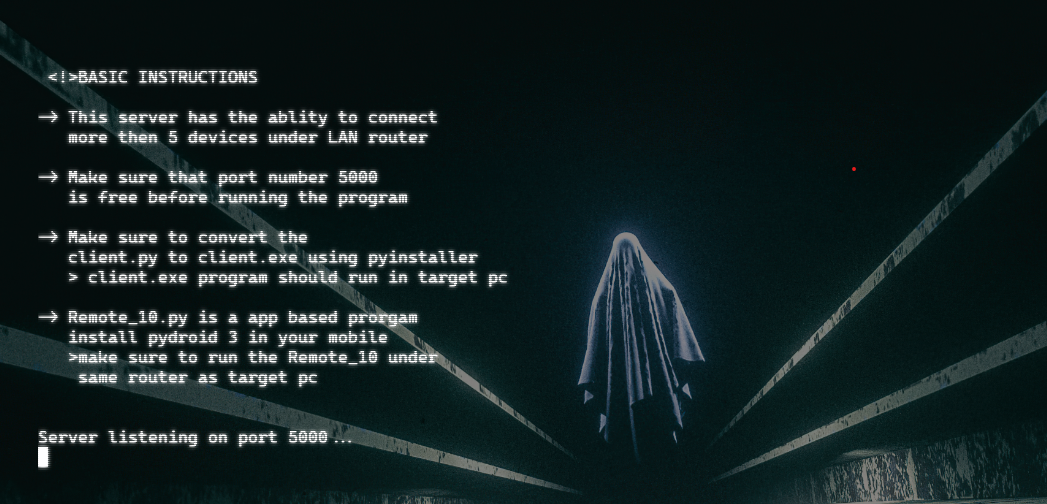 <!>BASIC INSTRUCTIONS
-> This server has the ablity to connect
more then 5 devices under LAN router
-> Make sure that port number 5000
is free before running the program
-> Make sure to convert the
client.py to client.exe using pyinstaller
> client.exe program should run in target pc
-> Remote_10.py is a app based prorgam
install pydroid 3 in your mobile
>make sure to run the Remote_10 under
same router as target pc
Server listening on port 5000...